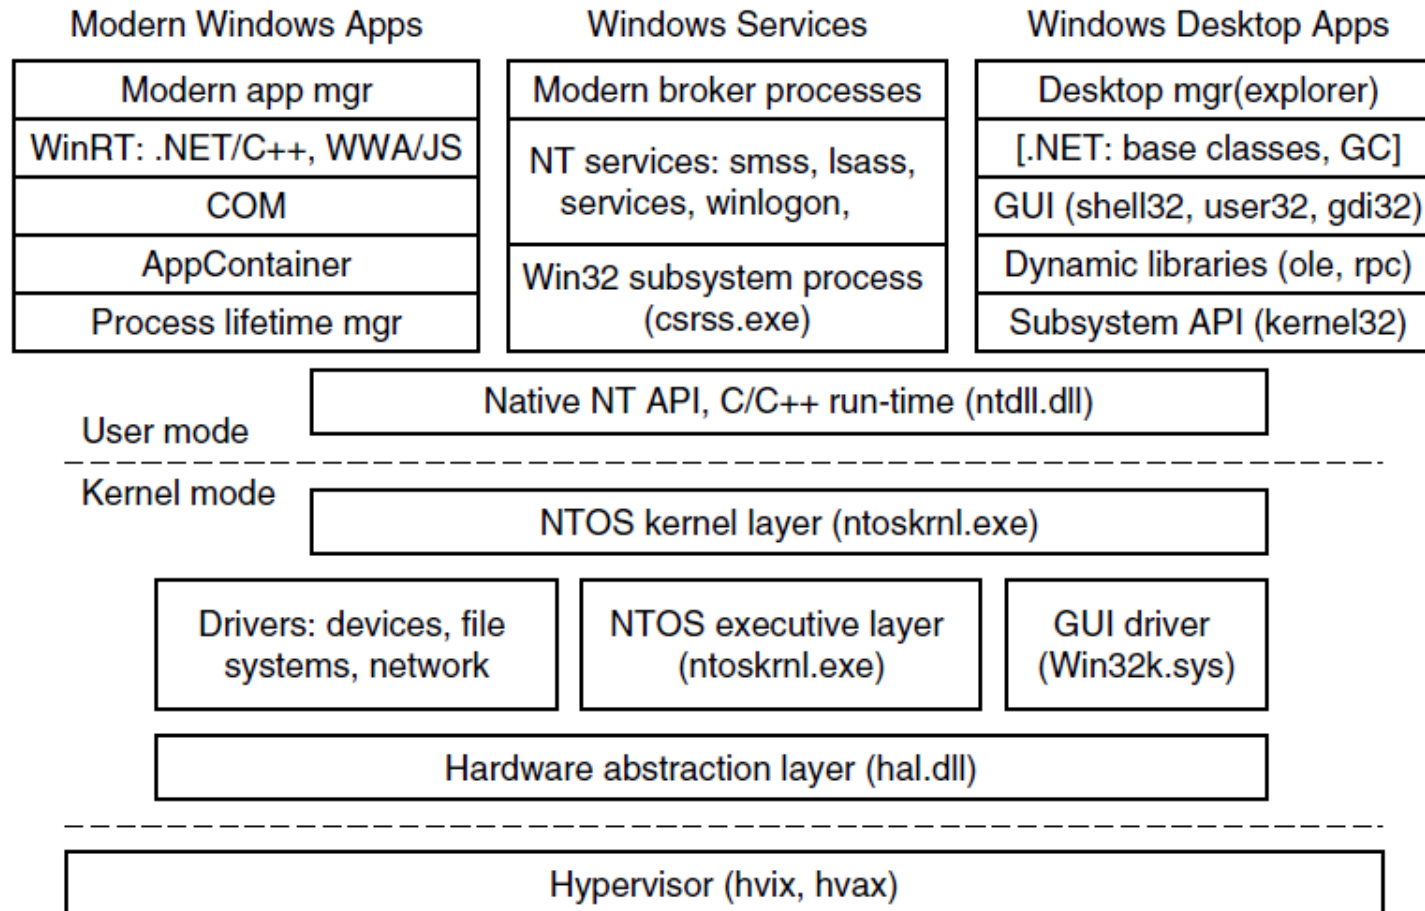 Modern Windows Apps
Windows Services
Windows Desktop Apps
Modern app mgr
WinRT: .NET/C++, WWA/JS
COM
AppContainer
Process lifetime mgr
Modern broker processes
NT services: smss, lsass,
services, winlogon,
Win32 subsystem process
(csrss.exe)
Desktop mgr(explorer)
[.NET: base classes, GC]
GUI (shell32, user32, gdi32)
Dynamic libraries (ole, rpc)
Subsystem API (kernel32)
Native NT API, C/C++ run-time (ntdll.dll)
User mode
Kernel mode
NTOS kernel layer (ntoskrnl.exe)
Drivers: devices, file
systems, network
NTOS executive layer
(ntoskrnl.exe)
GUI driver
(Win32k.sys)
Hardware abstraction layer (hal.dll)
Hypervisor (hvix, hvax)